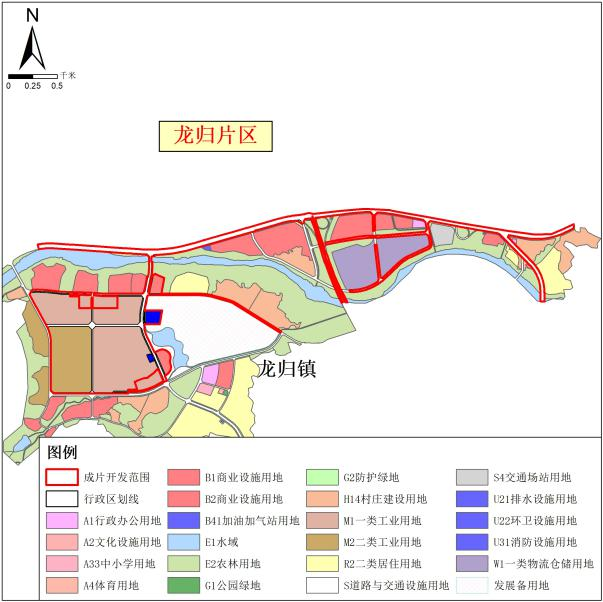 N
0 0.25 0.5 千米
龙归片区
龙归镇
图例
成片开发范围
行政区划线
A1行政办公用地
A2文化设施用地
A33中小学用地
A4体育用地
B1商业设施用地
B2商业设施用地
B41加油加气站用地
E1水域
E2农林用地
G1公园绿地
G2防护绿地
H14村庄建设用地
M1一类工业用地
M2二类工业用地
R2二类居住用地
S道路与交通设施用地
S4交通场站用地
U21排水设施用地
U22环卫设施用地
U31消防设施用地
W1一类物流仓储用地
发展备用地